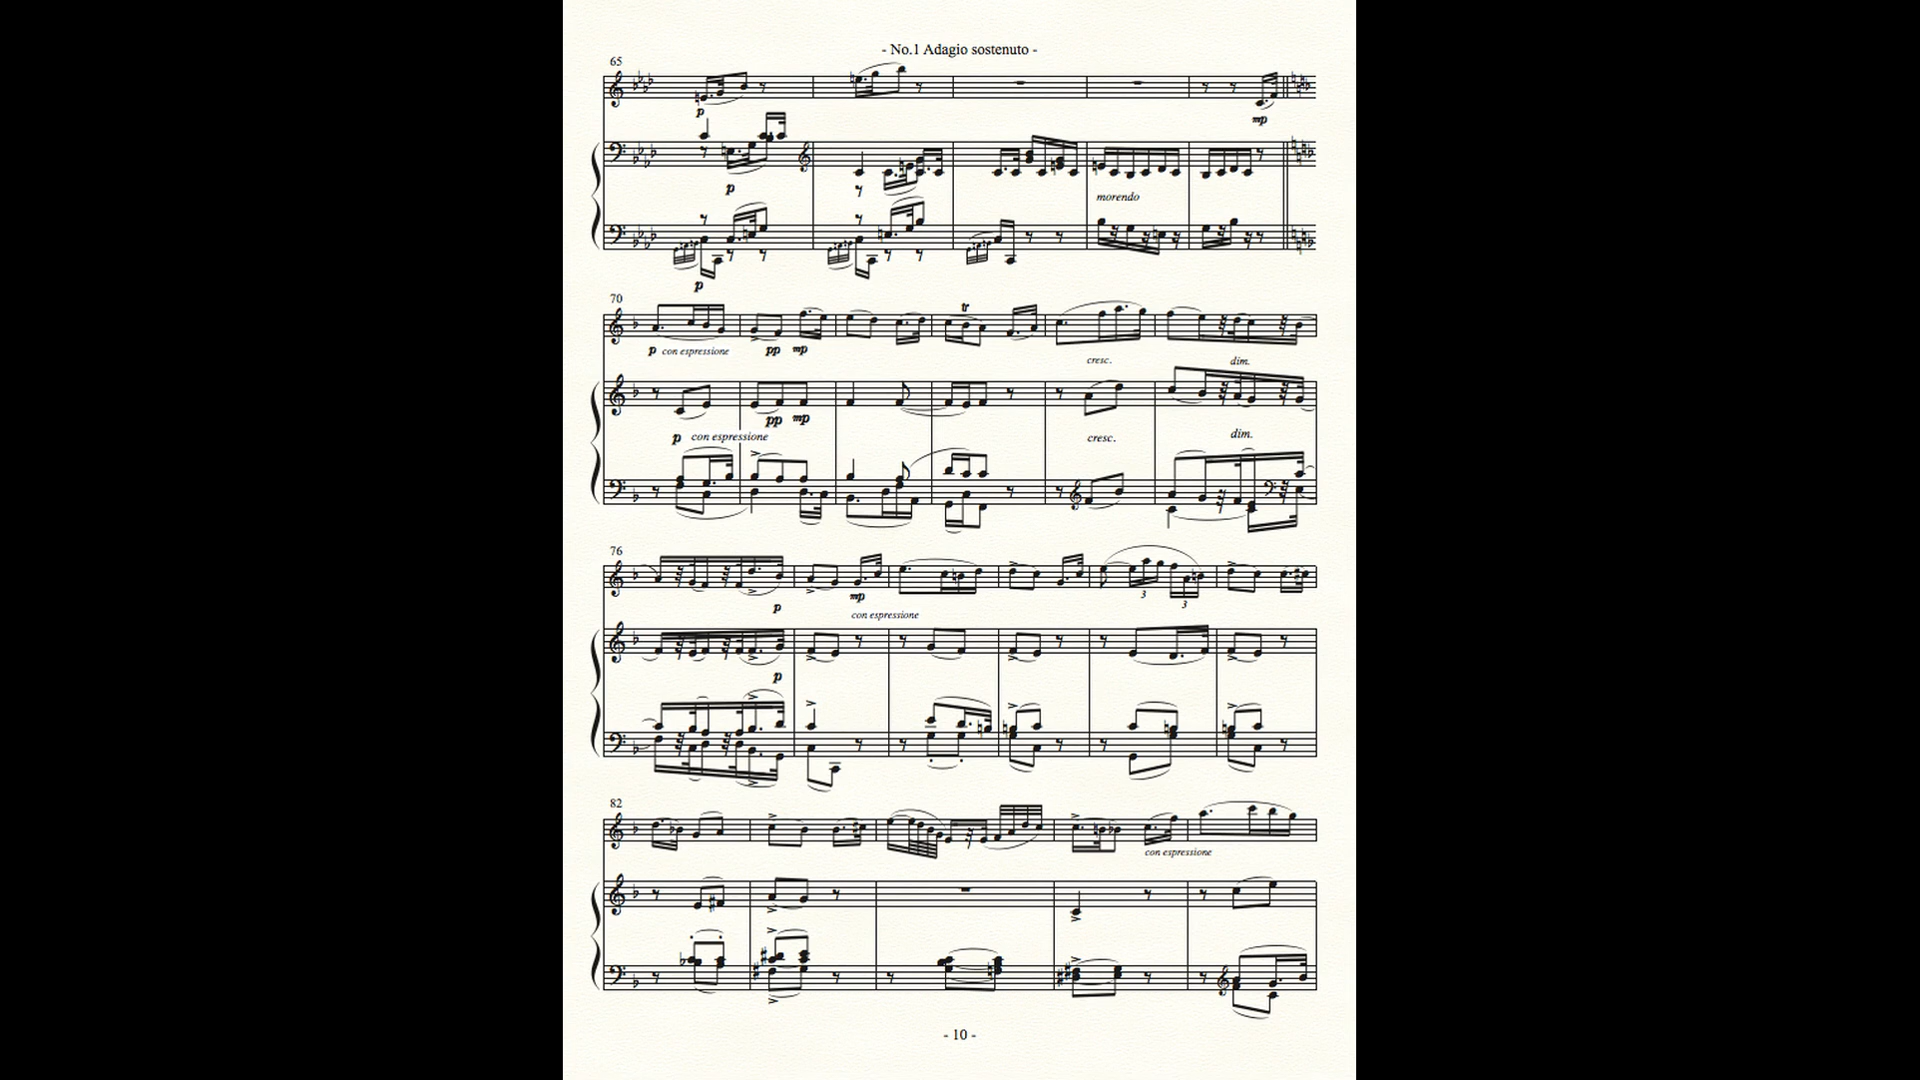 - No.1 Adagio sostenuto -
65
p
mp
p
morendo
p
70
tr
p con espressione pp mp
cresc. dim.
pp mp
p con espressione cresc. dim.
76
mp
p
3
3
con espressione
p
82
con espressione
- 10 -